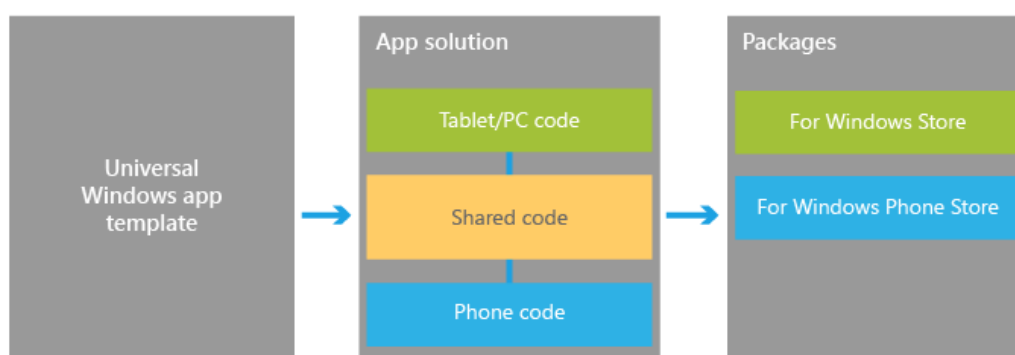 Universal
Windows app
template
App solution
Tablet/PC code
Shared code
Phone code
Packages
For Windows Store
For Windows Phone Store